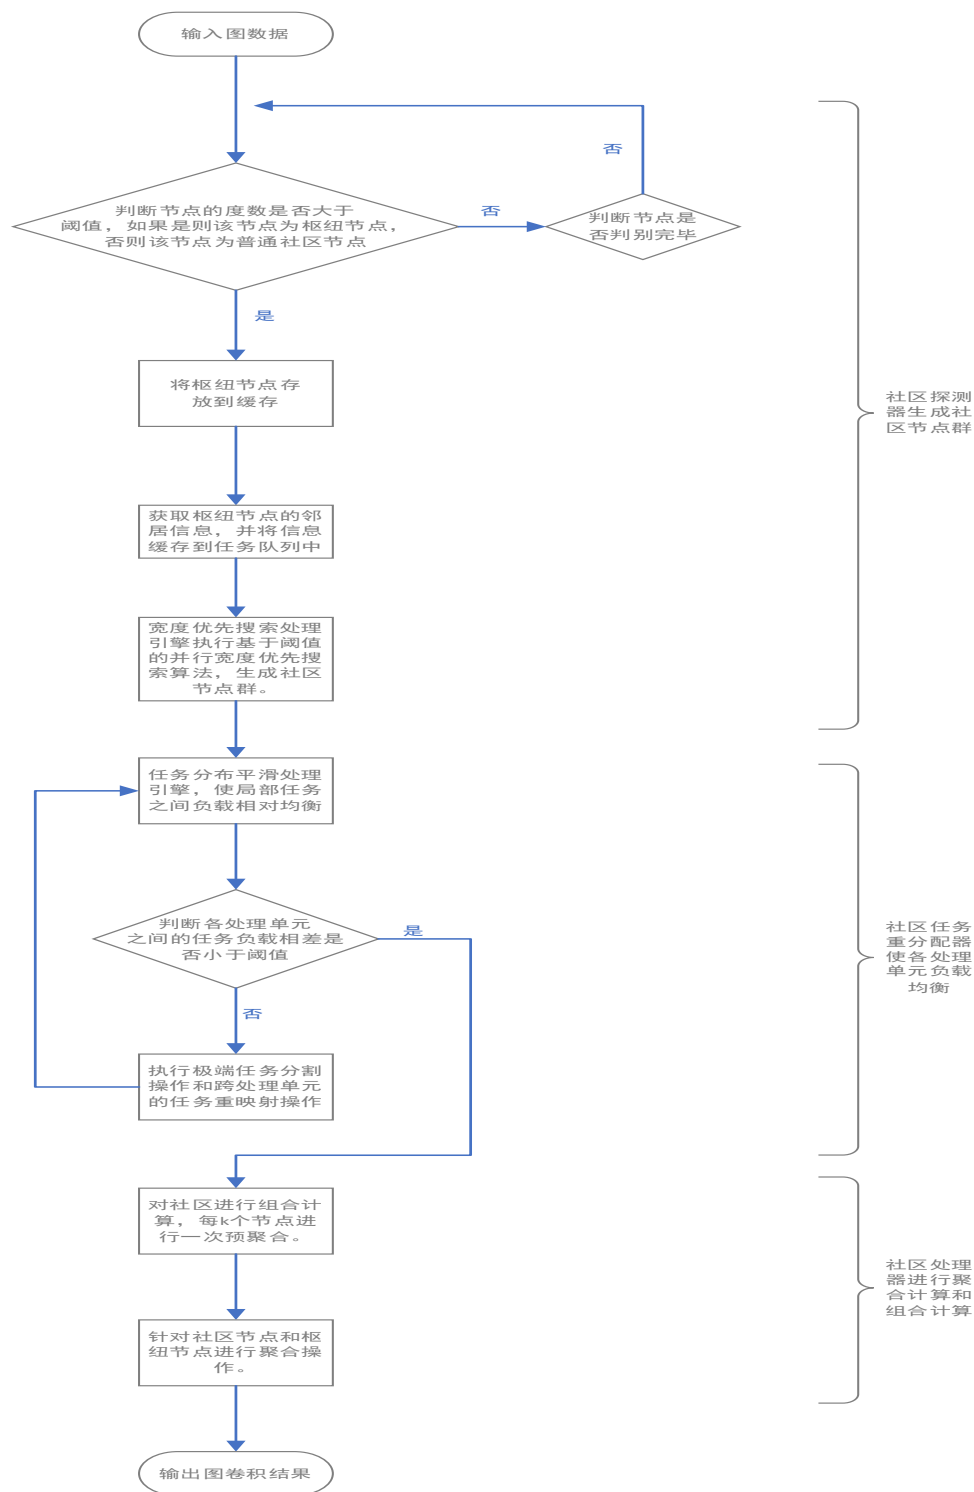 输入图数据
否
判断节点的度数是否大于
阈值，如果是则该节点为枢纽节点，
否则该节点为普通社区节点
否
判断节点是
否判别完毕
是
将枢纽节点存
放到缓存
社区探测
器生成社
区节点群
获取枢纽节点的邻
居信息，并将信息
缓存到任务队列中
宽度优先搜索处理
引擎执行基于阈值
的并行宽度优先搜
索算法，生成社区
节点群。
任务分布平滑处理
引擎，使局部任务
之间负载相对均衡
判断各处理单元
之间的任务负载相差是
否小于阈值
是
社区任务
重分配器
使各处理
单元负载
均衡
否
执行极端任务分割
操作和跨处理单元
的任务重映射操作
对社区进行组合计
算，每k个节点进
行一次预聚合。
社区处理
器进行聚
合计算和
组合计算
针对社区节点和枢
纽节点进行聚合操
作。
输出图卷积结果